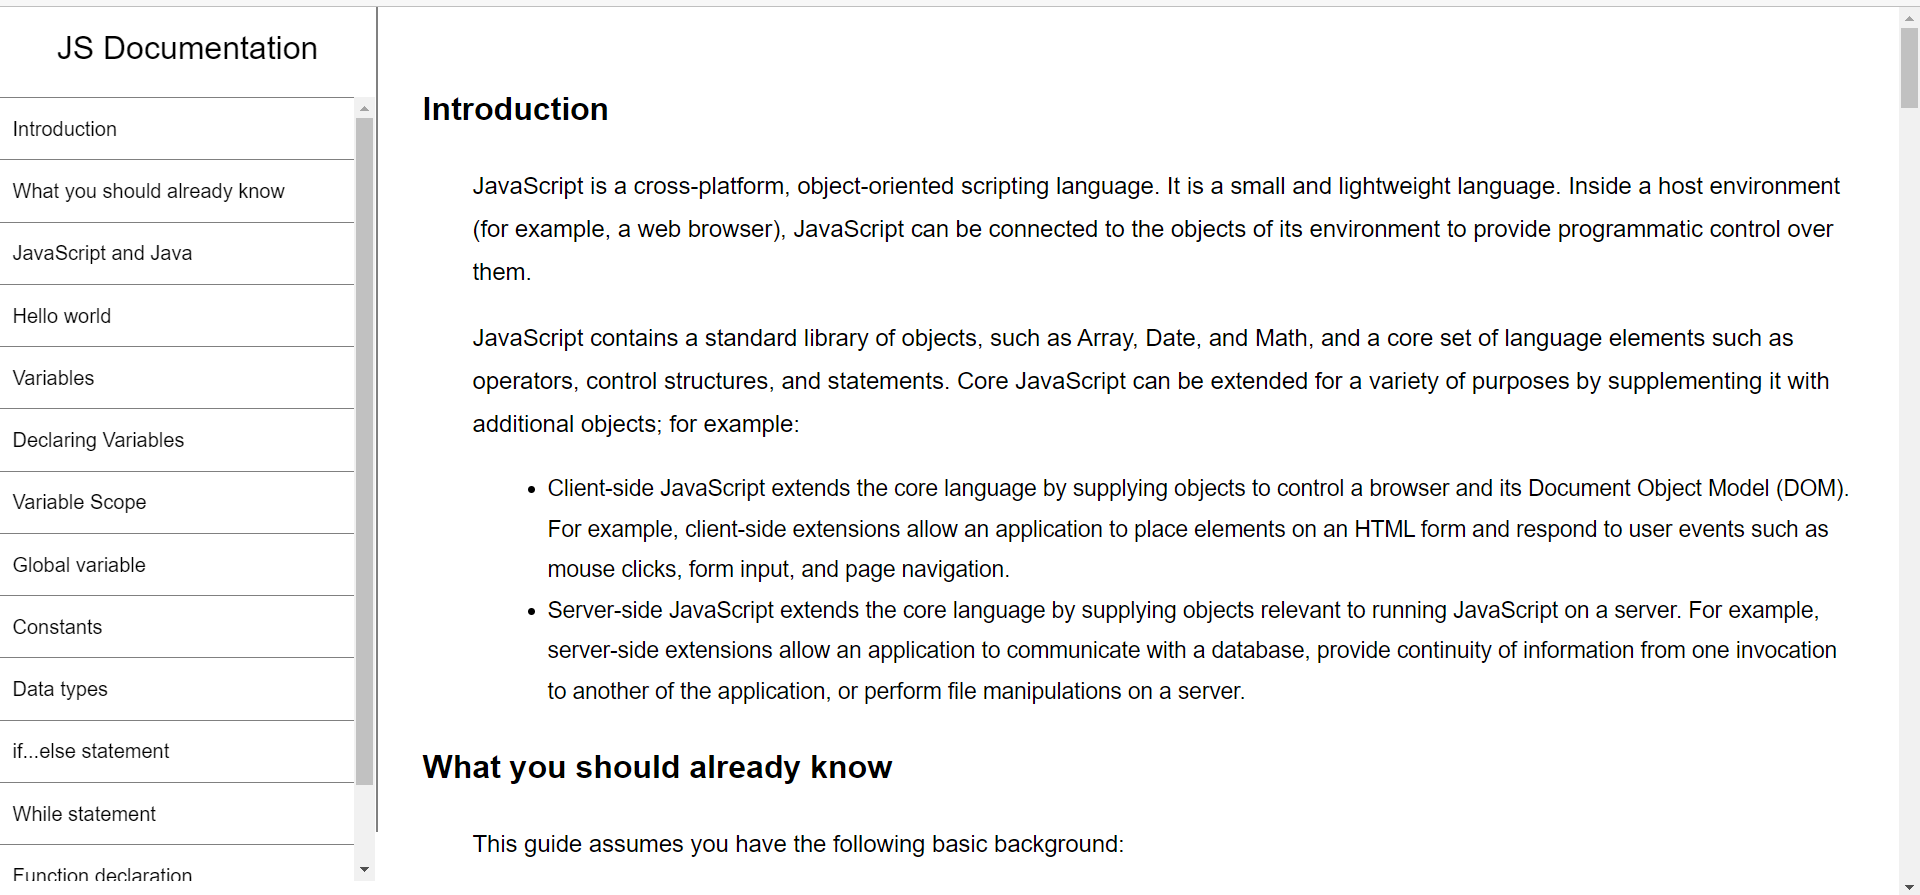 JS Documentation
Introduction
What you should already know
JavaScript and Java
Hello world
Variables
Declaring Variables
Variable Scope
Global variable
Constants
Data types
if...else statement
While statement
Function declaration
Introduction
JavaScript is a cross-platform, object-oriented scripting language. It is a small and lightweight language. Inside a host environment
(for example, a web browser), JavaScript can be connected to the objects of its environment to provide programmatic control over
them.
JavaScript contains a standard library of objects, such as Array, Date, and Math, and a core set of language elements such as
operators, control structures, and statements. Core JavaScript can be extended for a variety of purposes by supplementing it with
additional objects; for example:
• Client-side JavaScript extends the core language by supplying objects to control a browser and its Document Object Model (DOM).
For example, client-side extensions allow an application to place elements on an HTML form and respond to user events such as
mouse clicks, form input, and page navigation.
• Server-side JavaScript extends the core language by supplying objects relevant to running JavaScript on a server. For example,
server-side extensions allow an application to communicate with a database, provide continuity of information from one invocation
to another of the application, or perform file manipulations on a server.
What you should already know
This guide assumes you have the following basic background: